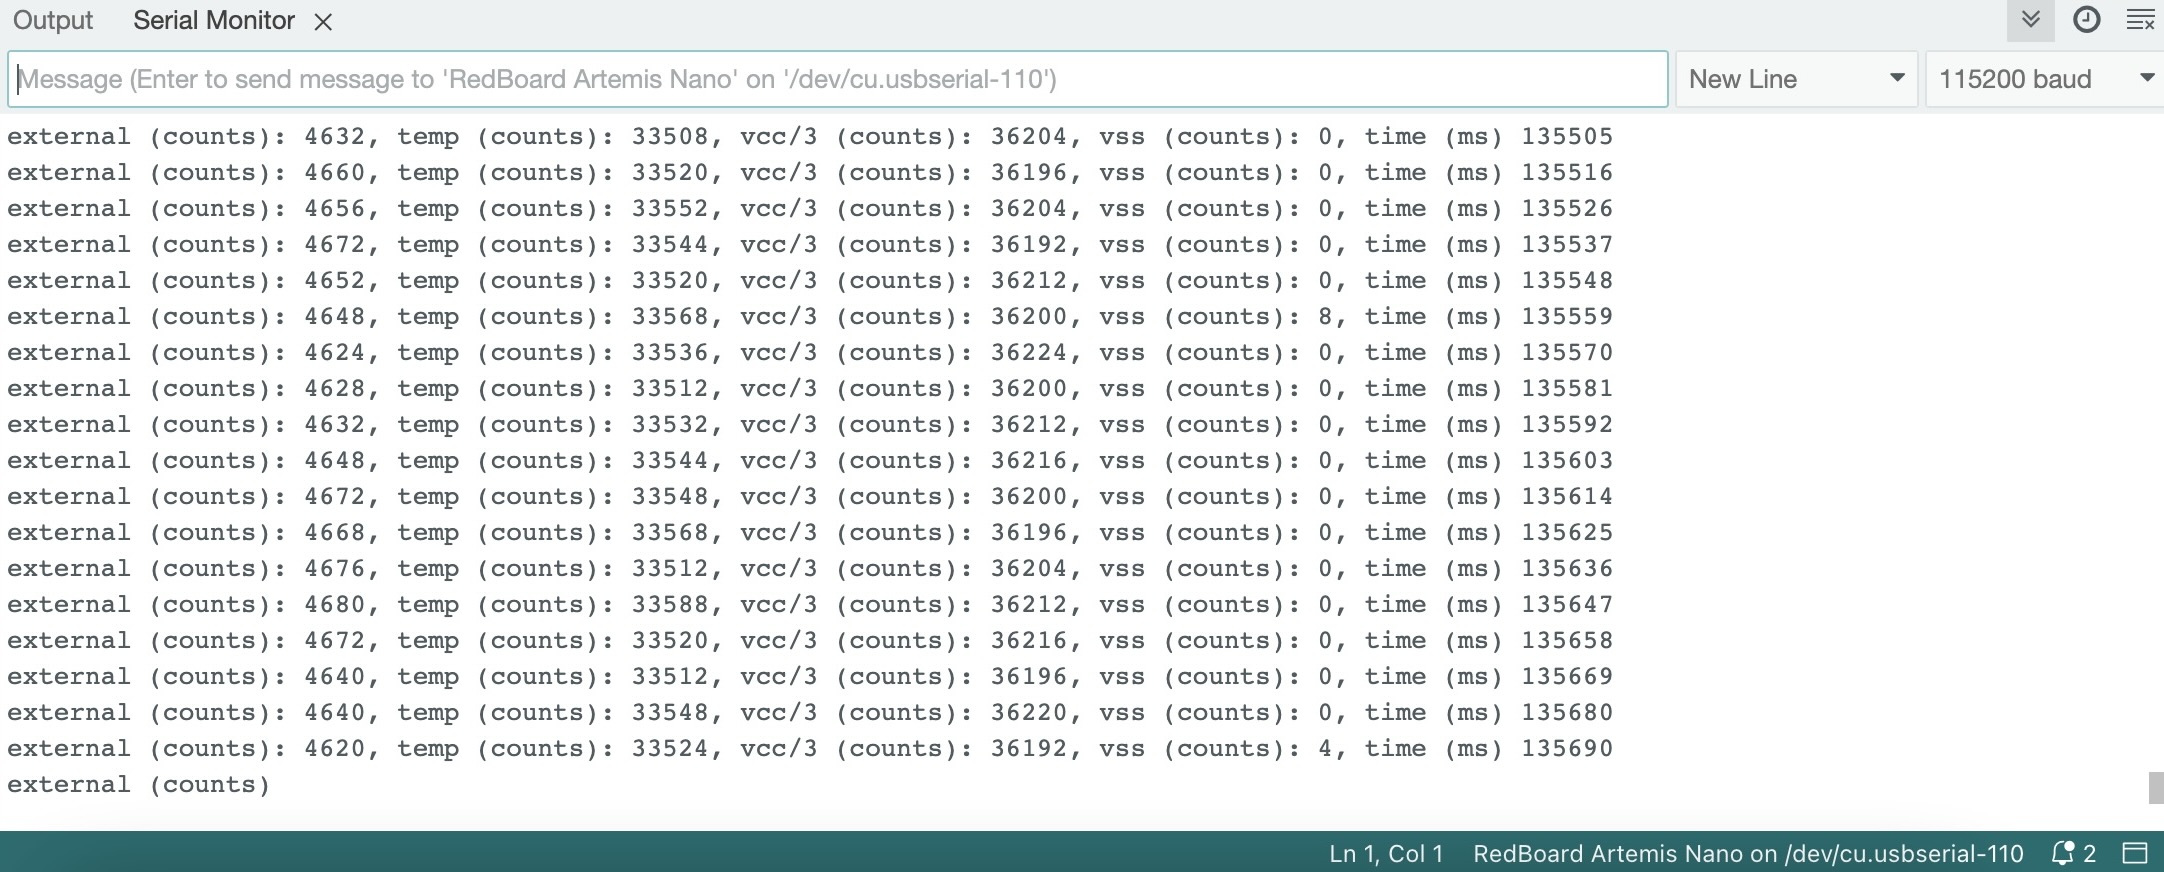 Output Serial Monitor
Message (Enter to send message to 'RedBoard Artemis Nano' on '/dev/cu.usbserial-110') New Line 115200 baud
external (counts): 4632, temp (counts): 33508, vcc/3 (counts): 36204, vss (counts): 0, time (ms) 135505
external (counts): 4660, temp (counts): 33520, vcc/3 (counts): 36196, vss (counts): 0, time (ms) 135516
external (counts): 4656, temp (counts): 33552, vcc/3 (counts): 36204, vss (counts): 0, time (ms) 135526
external (counts): 4672, temp (counts): 33544, vcc/3 (counts): 36192, vss (counts): 0, time (ms) 135537
external (counts): 4652, temp (counts): 33520, vcc/3 (counts): 36212, vss (counts): 0, time (ms) 135548
external (counts): 4648, temp (counts): 33568, vcc/3 (counts): 36200, vss (counts): 8, time (ms) 135559
external (counts): 4624, temp (counts): 33536, vcc/3 (counts): 36224, vss (counts): 0, time (ms) 135570
external (counts): 4628, temp (counts): 33512, vcc/3 (counts): 36200, vss (counts): 0, time (ms) 135581
external (counts): 4632, temp (counts): 33532, vcc/3 (counts): 36212, vss (counts): 0, time (ms) 135592
external (counts): 4648, temp (counts): 33544, vcc/3 (counts): 36216, vss (counts): 0, time (ms) 135603
external (counts): 4672, temp (counts): 33548, vcc/3 (counts): 36200, vss (counts): 0, time (ms) 135614
external (counts): 4668, temp (counts): 33568, vcc/3 (counts): 36196, vss (counts): 0, time (ms) 135625
external (counts): 4676, temp (counts): 33512, vcc/3 (counts): 36204, vss (counts): 0, time (ms) 135636
external (counts): 4680, temp (counts): 33588, vcc/3 (counts): 36212, vss (counts): 0, time (ms) 135647
external (counts): 4672, temp (counts): 33520, vcc/3 (counts): 36216, vss (counts): 0, time (ms) 135658
external (counts): 4640, temp (counts): 33512, vcc/3 (counts): 36196, vss (counts): 0, time (ms) 135669
external (counts): 4640, temp (counts): 33548, vcc/3 (counts): 36220, vss (counts): 0, time (ms) 135680
external (counts): 4620, temp (counts): 33524, vcc/3 (counts): 36192, vss (counts): 4, time (ms) 135690
external (counts)
Ln 1, Col 1 RedBoard Artemis Nano on /dev/cu.usbserial-110 2